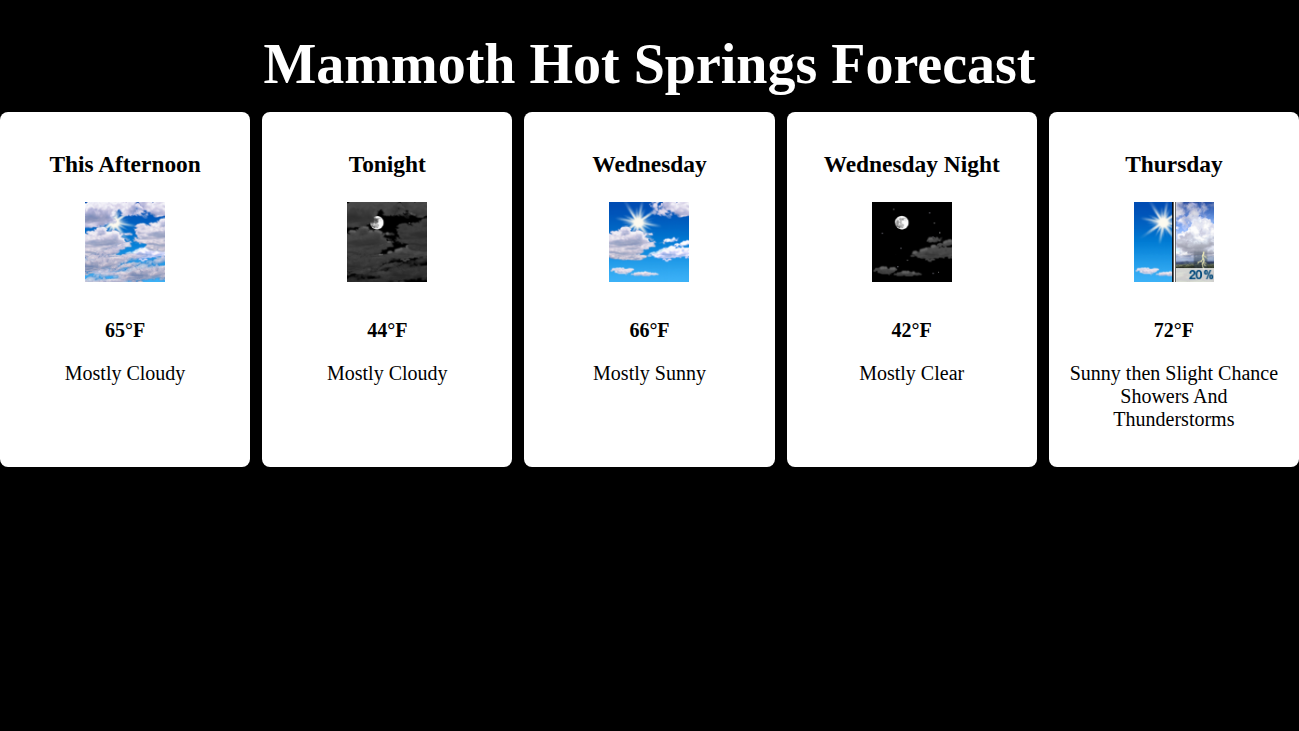 Mammoth Hot Springs Forecast
This Afternoon
65°F
Mostly Cloudy
Tonight
44°F
Mostly Cloudy
Wednesday
66°F
Mostly Sunny
Wednesday Night
42°F
Mostly Clear
Thursday
20%
72°F
Sunny then Slight Chance
Showers And
Thunderstorms